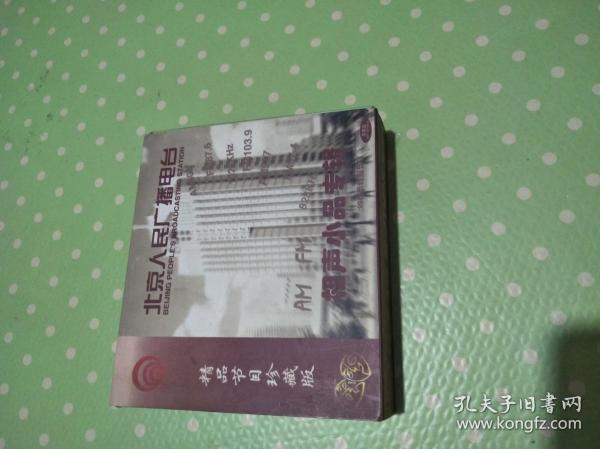 北京人民广播电台
BEIJING PEOPLE'S BROADCASTING STATION
103.9
AM FM
相声小品专辑
精品节目珍藏版
孔夫子旧书网
www.kongfz.com